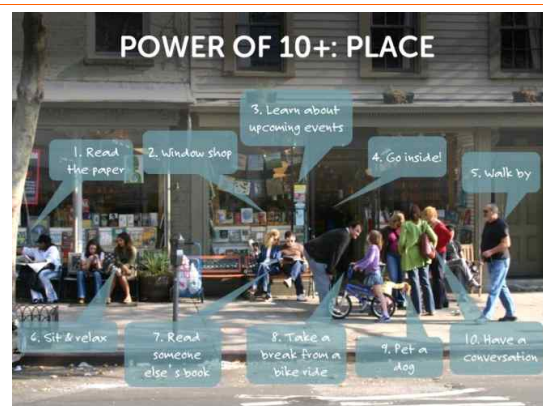 POWER OF 10+: PLACE
3. Learn about
upcoming events
1. Read
the paper
2. Window shop
4. Go inside!
5. Walk by
6. Sit & relax
7. Read
someone
else's book
8. Take a
break from a
bike ride
9. Pet a
dog
10. Have a
conversation